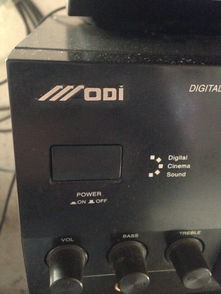 ODi
DIGITAL
Digital
Cinema
Sound
POWER
ON OFF
VOL
BASS
TREBLE